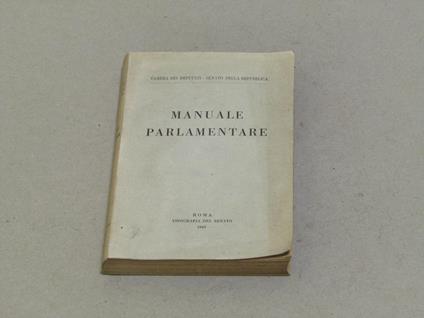 CAMERA DEI DEPUTATI - SENATO DELLA REPUBBLICA
MANUALE
PARLAMENTARE
ROMA
TIPOGRAFIA DEL SENATO